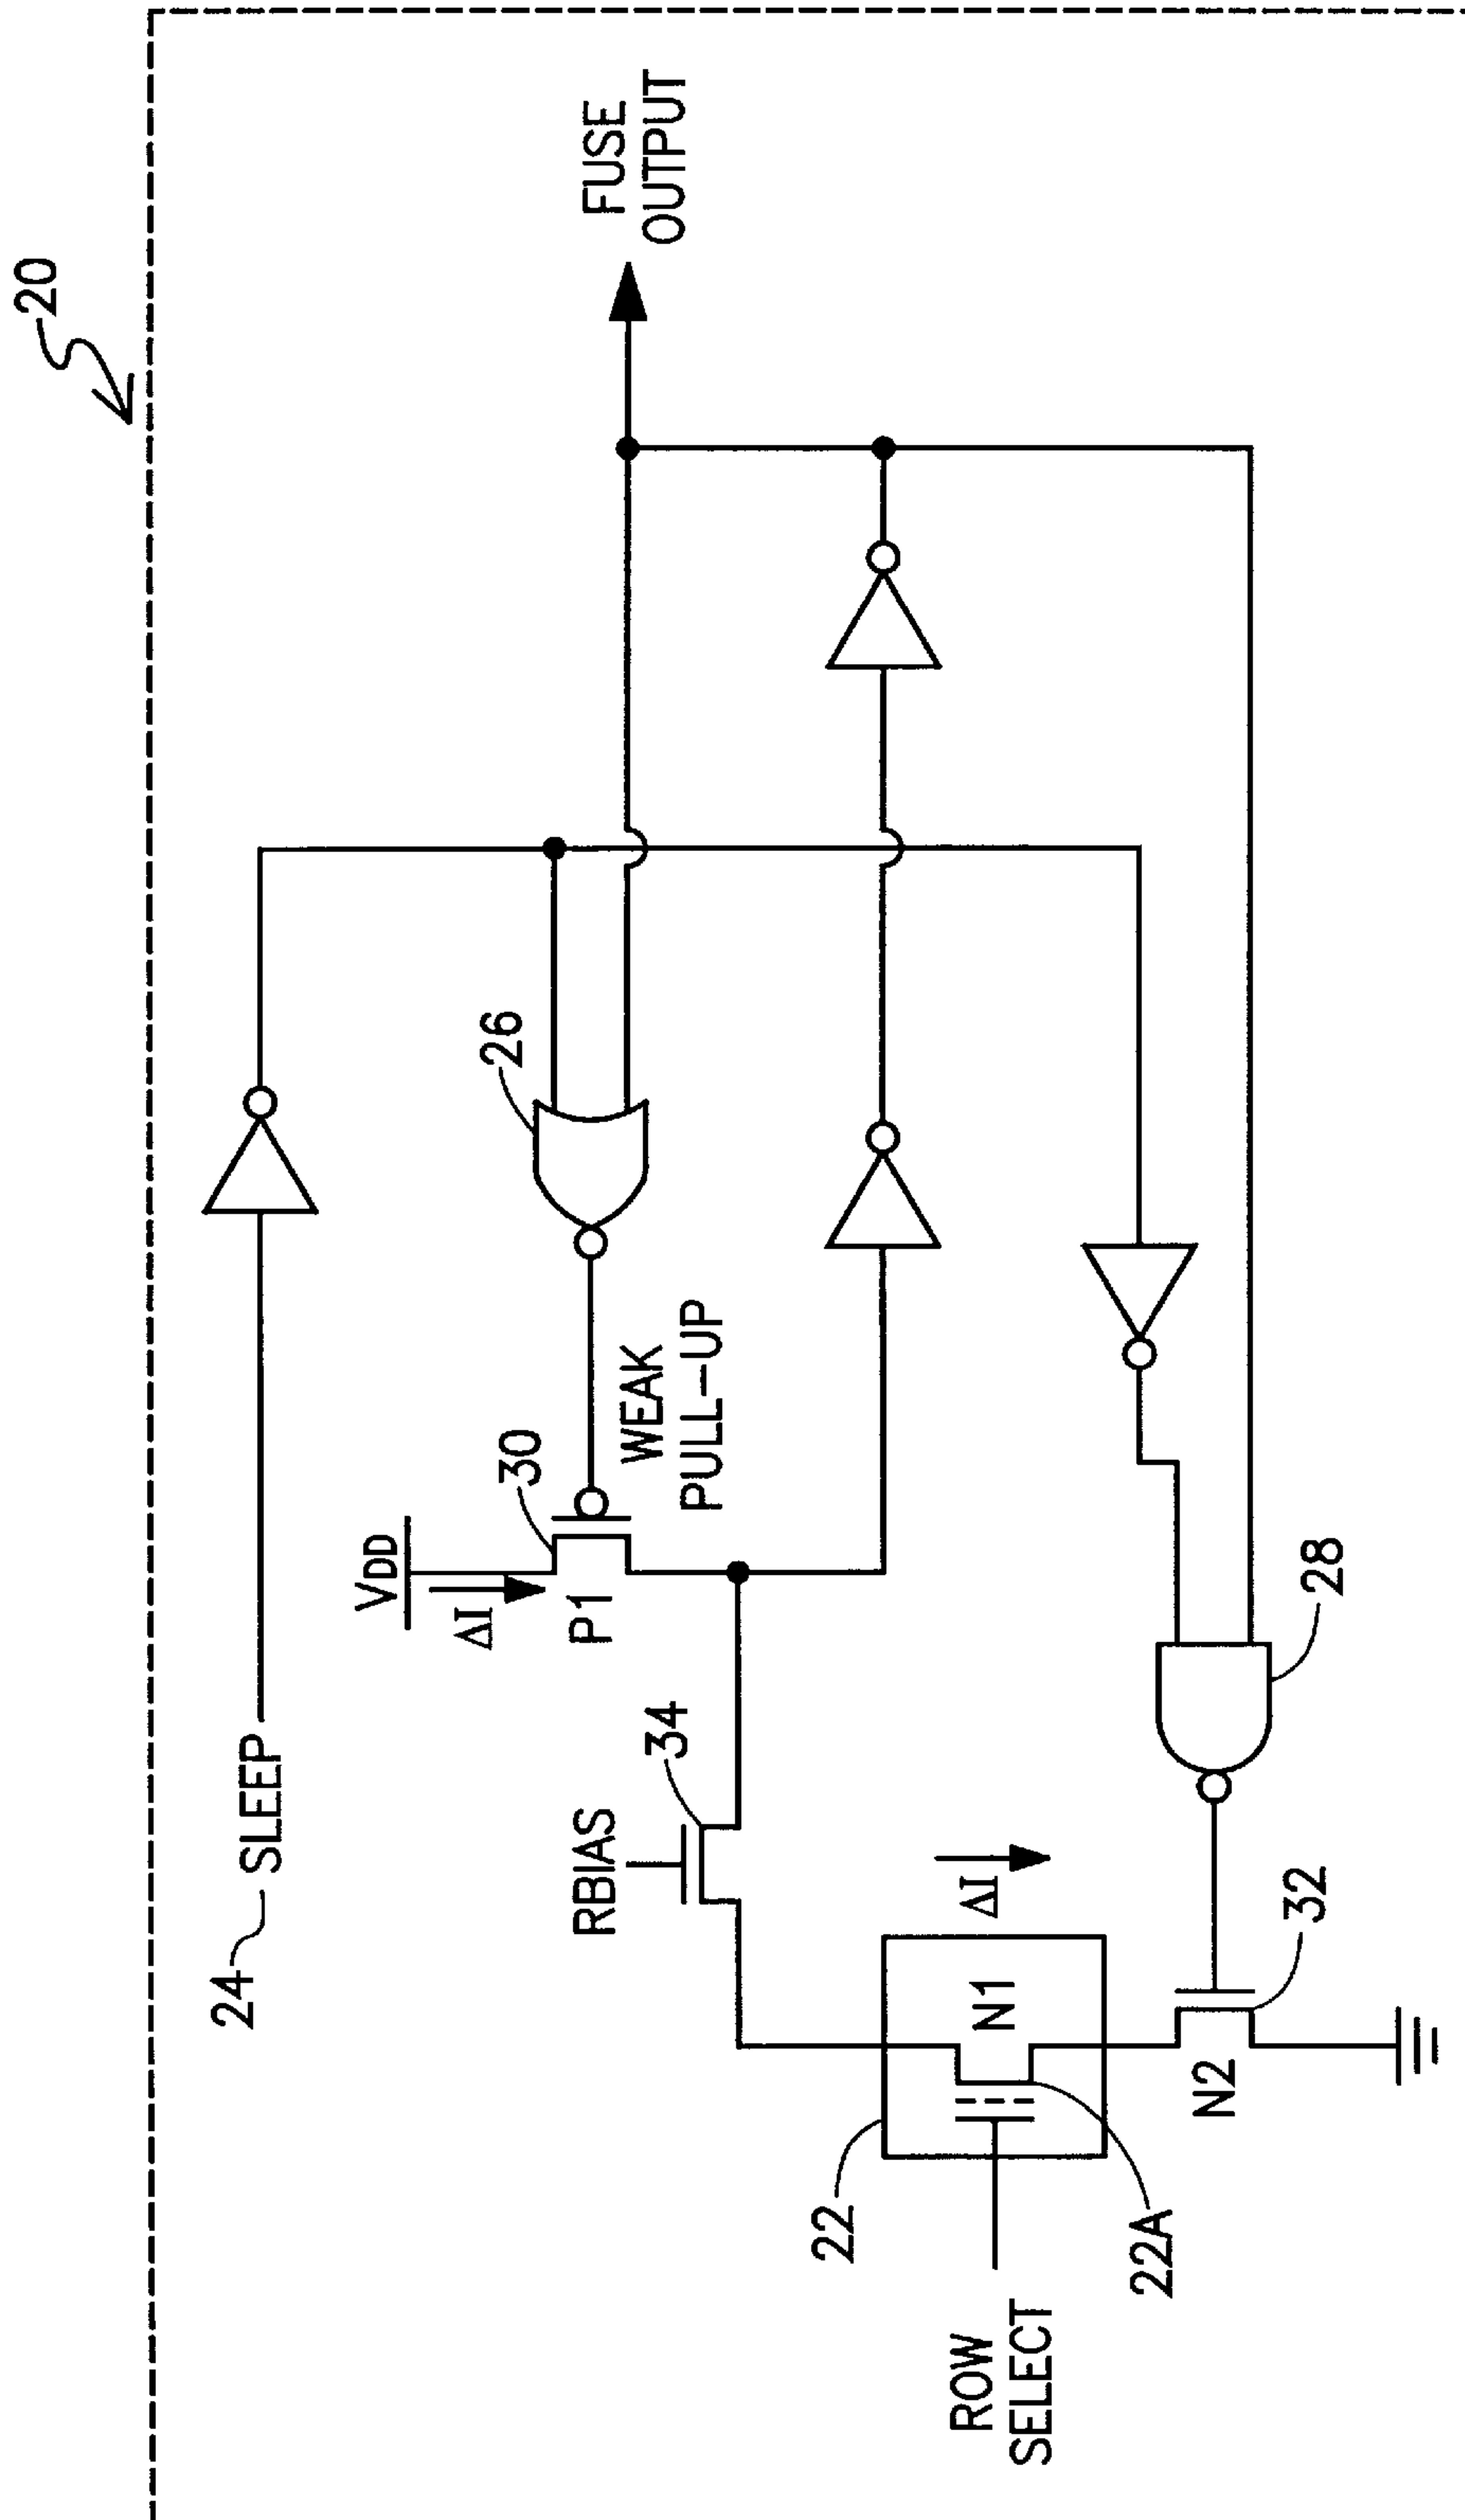 20
24
SLEEP
VDD
ΔI
30
P1
WEAK
PULL-UP
26
FUSE
OUTPUT
RBIAS
34
ROW
SELECT
22
22A
N1
ΔI
N2
32
28